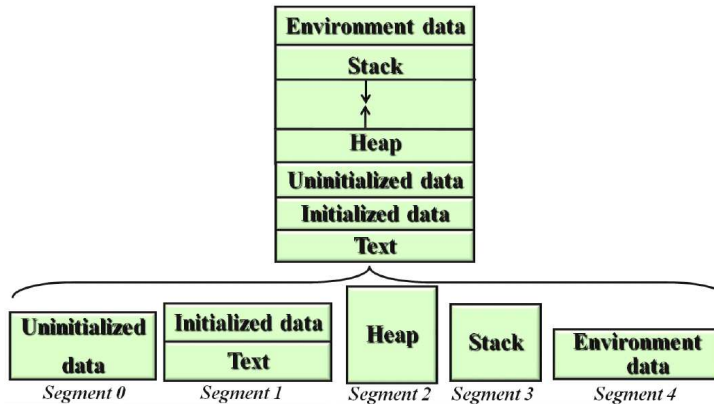 Environment data
Stack
Heap
Uninitialized data
Initialized data
Text
Uninitialized
data
Initialized data
Text
Heap
Stack
Environment
data
Segment 0
Segment 1
Segment 2
Segment 3
Segment 4